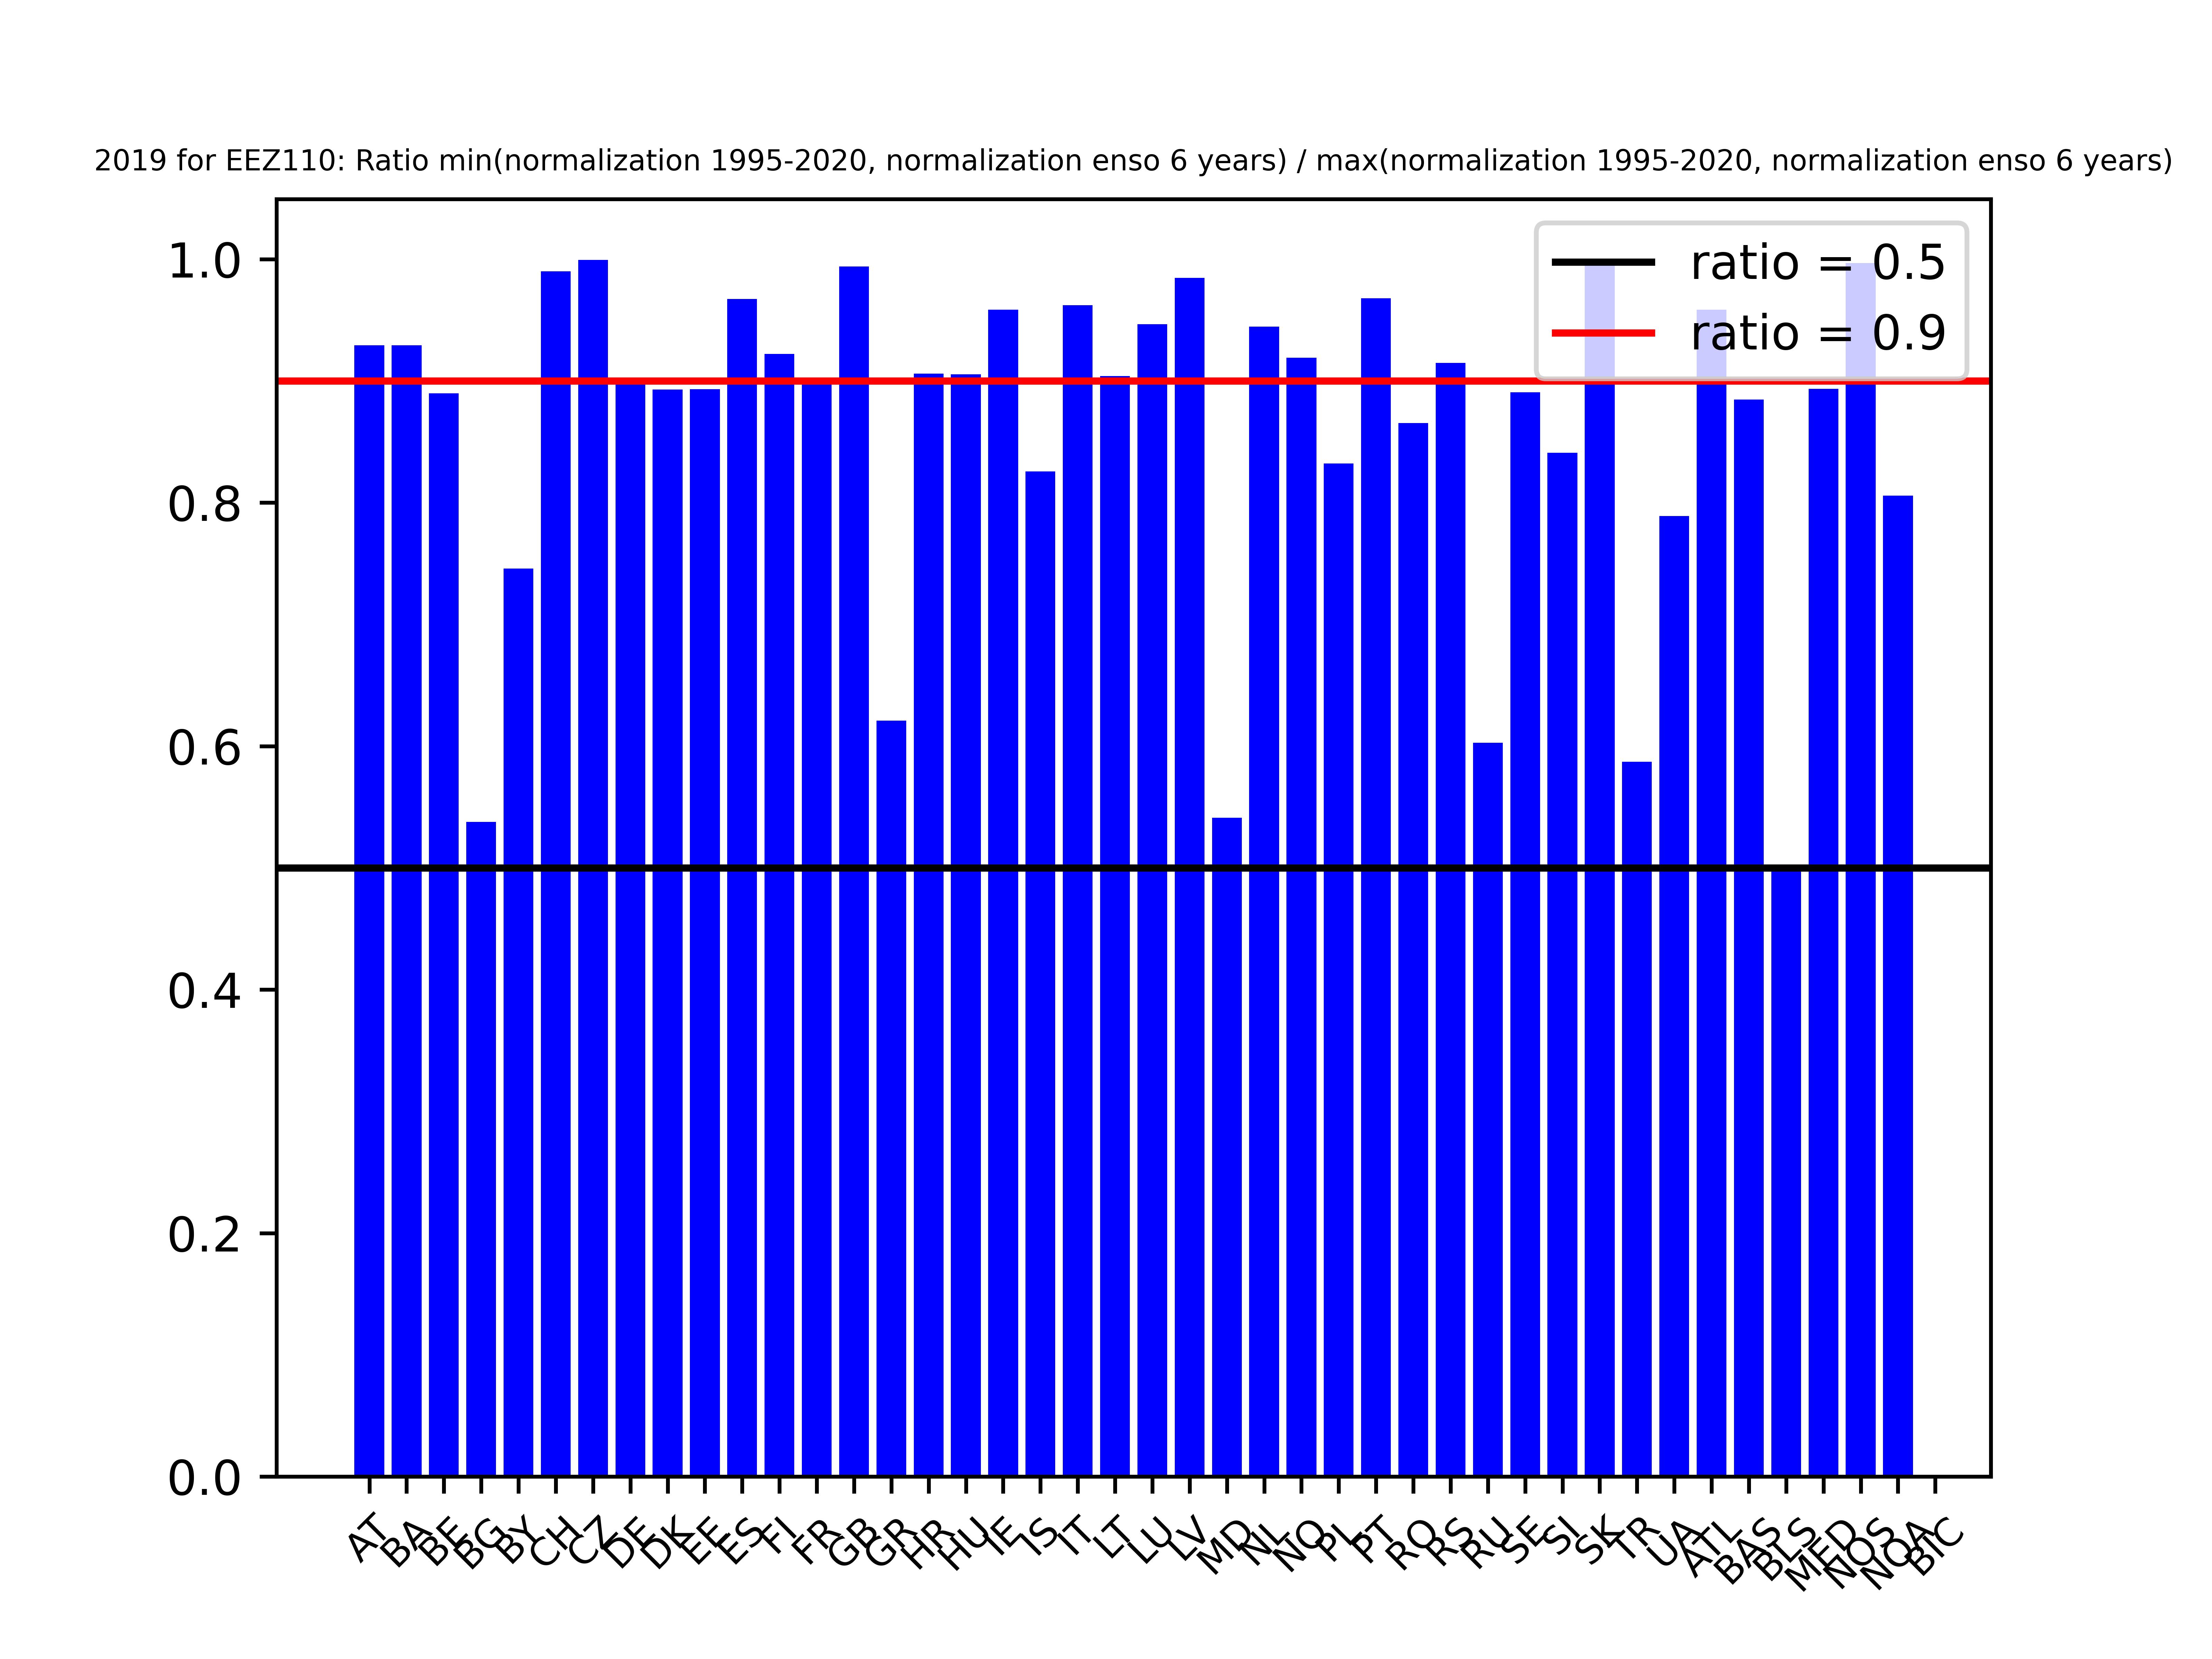 2019 for EEZ110: Ratio min(normalization 1995-2020, normalization enso 6 years) / max(normalization 1995-2020, normalization enso 6 years)
ratio = 0.5
ratio = 0.9
1.0
0.8
0.6
0.4
0.2
0.0
AT BA BE BG BY CH CZ DE DK EE ES FI FR GB GR HR HU IE IS IT LT LU LV MD NL NO PL PT RO RS RU SE SI SK TR UA ATL BAS BLS MED NOS NOA BIC